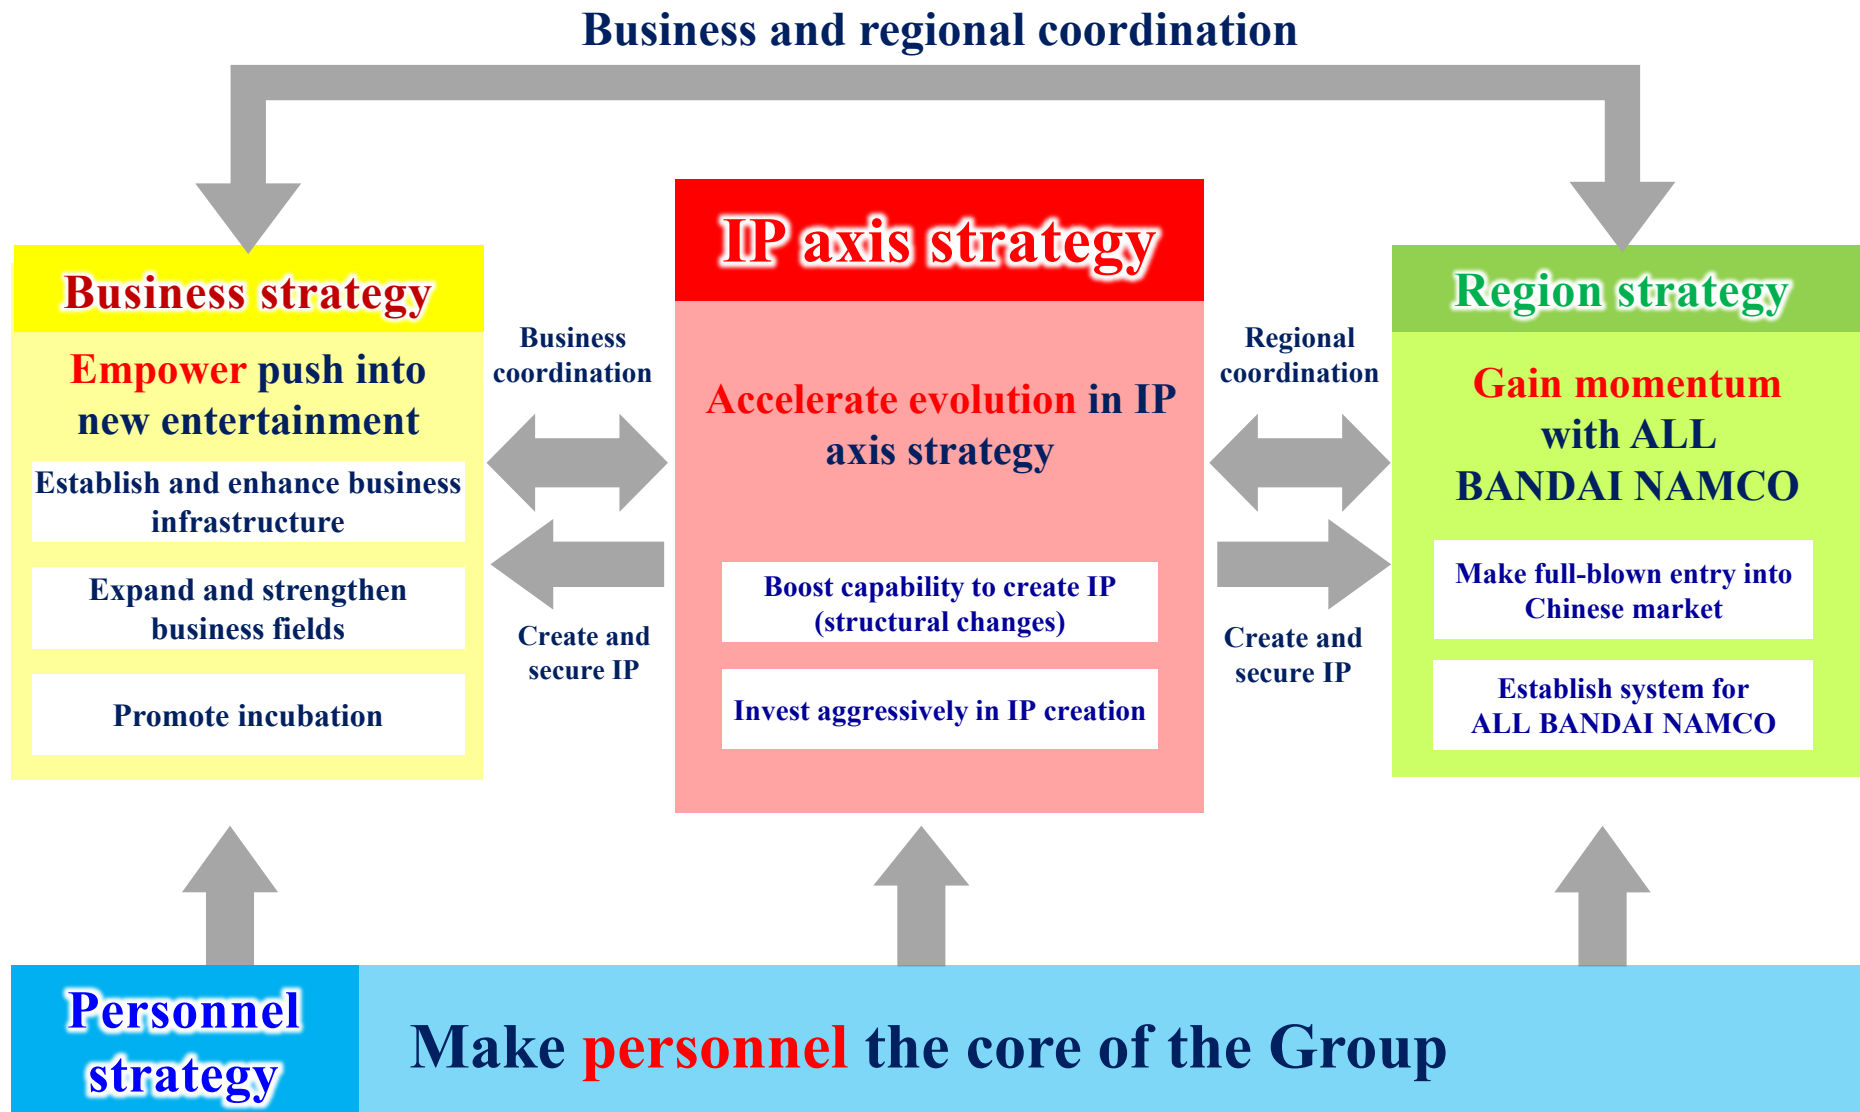 Business and regional coordination
Business strategy
Empower push into
new entertainment
Establish and enhance business
infrastructure
Expand and strengthen
business fields
Promote incubation
Business
coordination
Create and
secure IP
IP axis strategy
Accelerate evolution in IP
axis strategy
Boost capability to create IP
(structural changes)
Invest aggressively in IP creation
Regional
coordination
Create and
secure IP
Region strategy
Gain momentum
with ALL
BANDAI NAMCO
Make full-blown entry into
Chinese market
Establish system for
ALL BANDAI NAMCO
Personnel
strategy
Make personnel the core of the Group